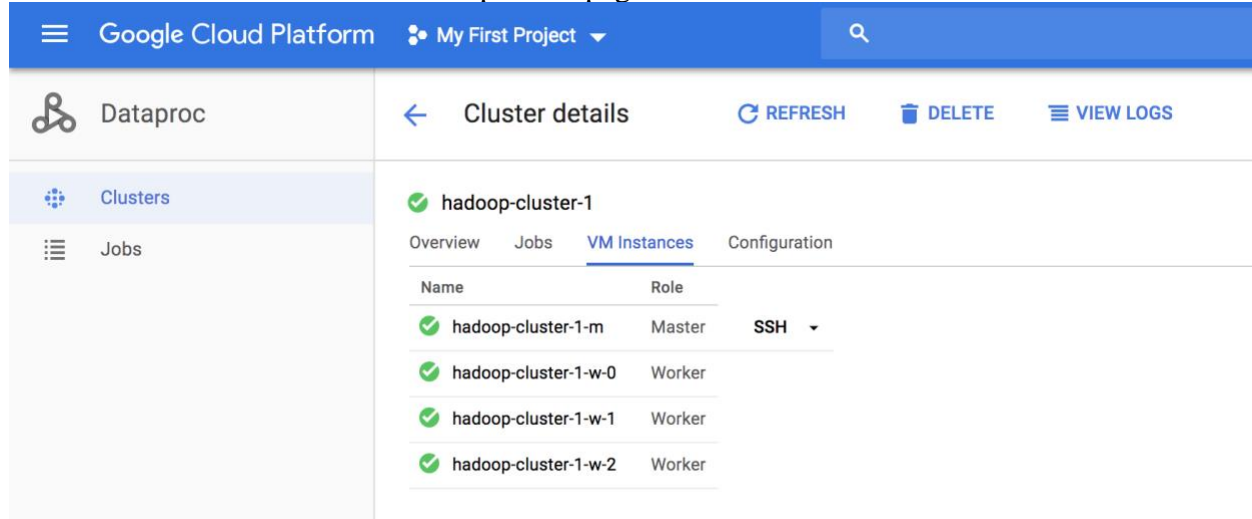 Google Cloud Platform My First Project
Dataproc Cluster details REFRESH DELETE VIEW LOGS
Clusters
Jobs
hadoop-cluster-1
Overview Jobs VM Instances Configuration
Name Role
hadoop-cluster-1-m Master SSH
hadoop-cluster-1-w-0 Worker
hadoop-cluster-1-w-1 Worker
hadoop-cluster-1-w-2 Worker